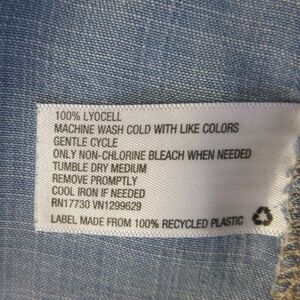 100% LYOCELL
MACHINE WASH COLD WITH LIKE COLORS
GENTLE CYCLE
ONLY NON-CHLORINE BLEACH WHEN NEEDED
TUMBLE DRY MEDIUM
REMOVE PROMPTLY
COOL IRON IF NEEDED
RN17730 VN1299629
LABEL MADE FROM 100% RECYCLED PLASTIC